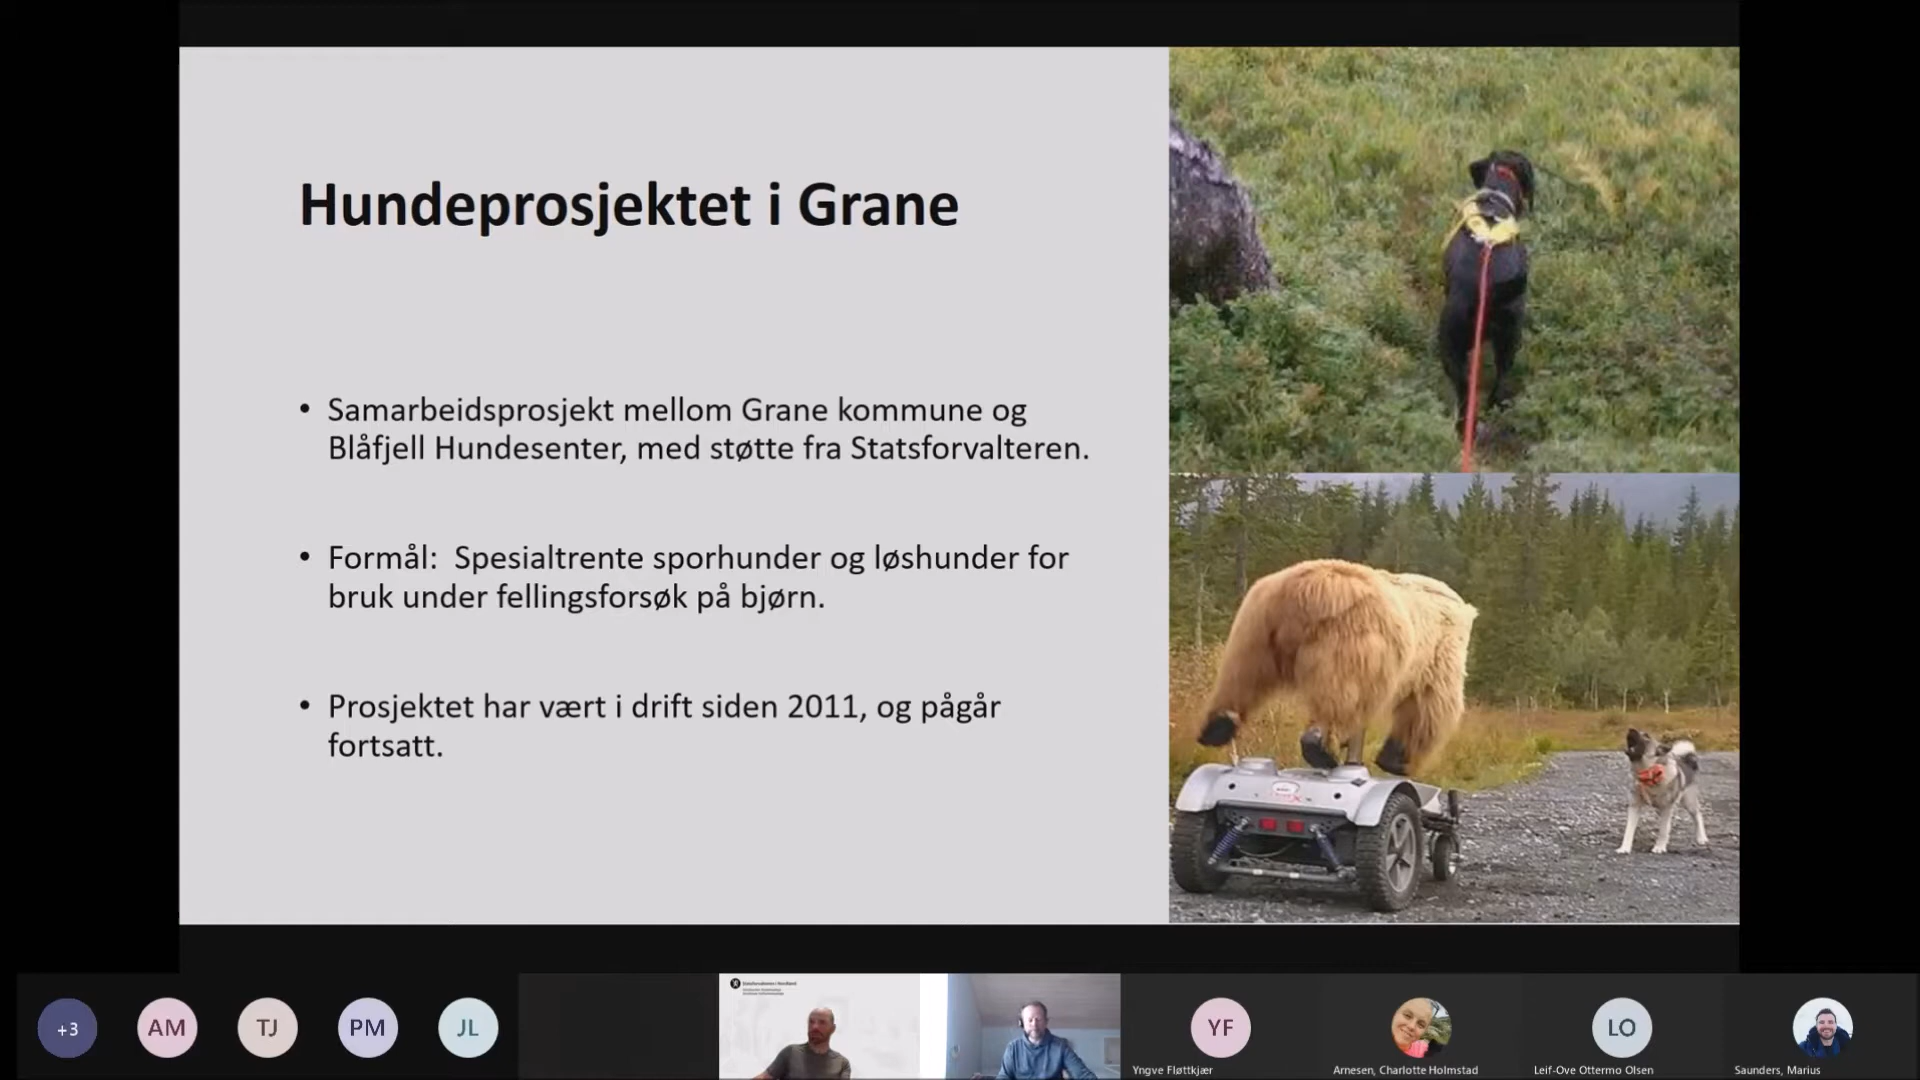 Hundeprosjektet i Grane
• Samarbeidsprosjekt mellom Grane kommune og
Blåfjell Hundesenter, med støtte fra Statsforvalteren.
• Formål:  Spesialtrente sporhunder og løshunder for
bruk under fellingsforsøk på bjørn.
• Prosjektet har vært i drift siden 2011, og pågår
fortsatt.
+3
AM
TJ
PM
JL
YF
LO
Yngve Fløttkjær
Arnesen, Charlotte Holmstad
Leif-Ove Ottermo Olsen
Saunders, Marius